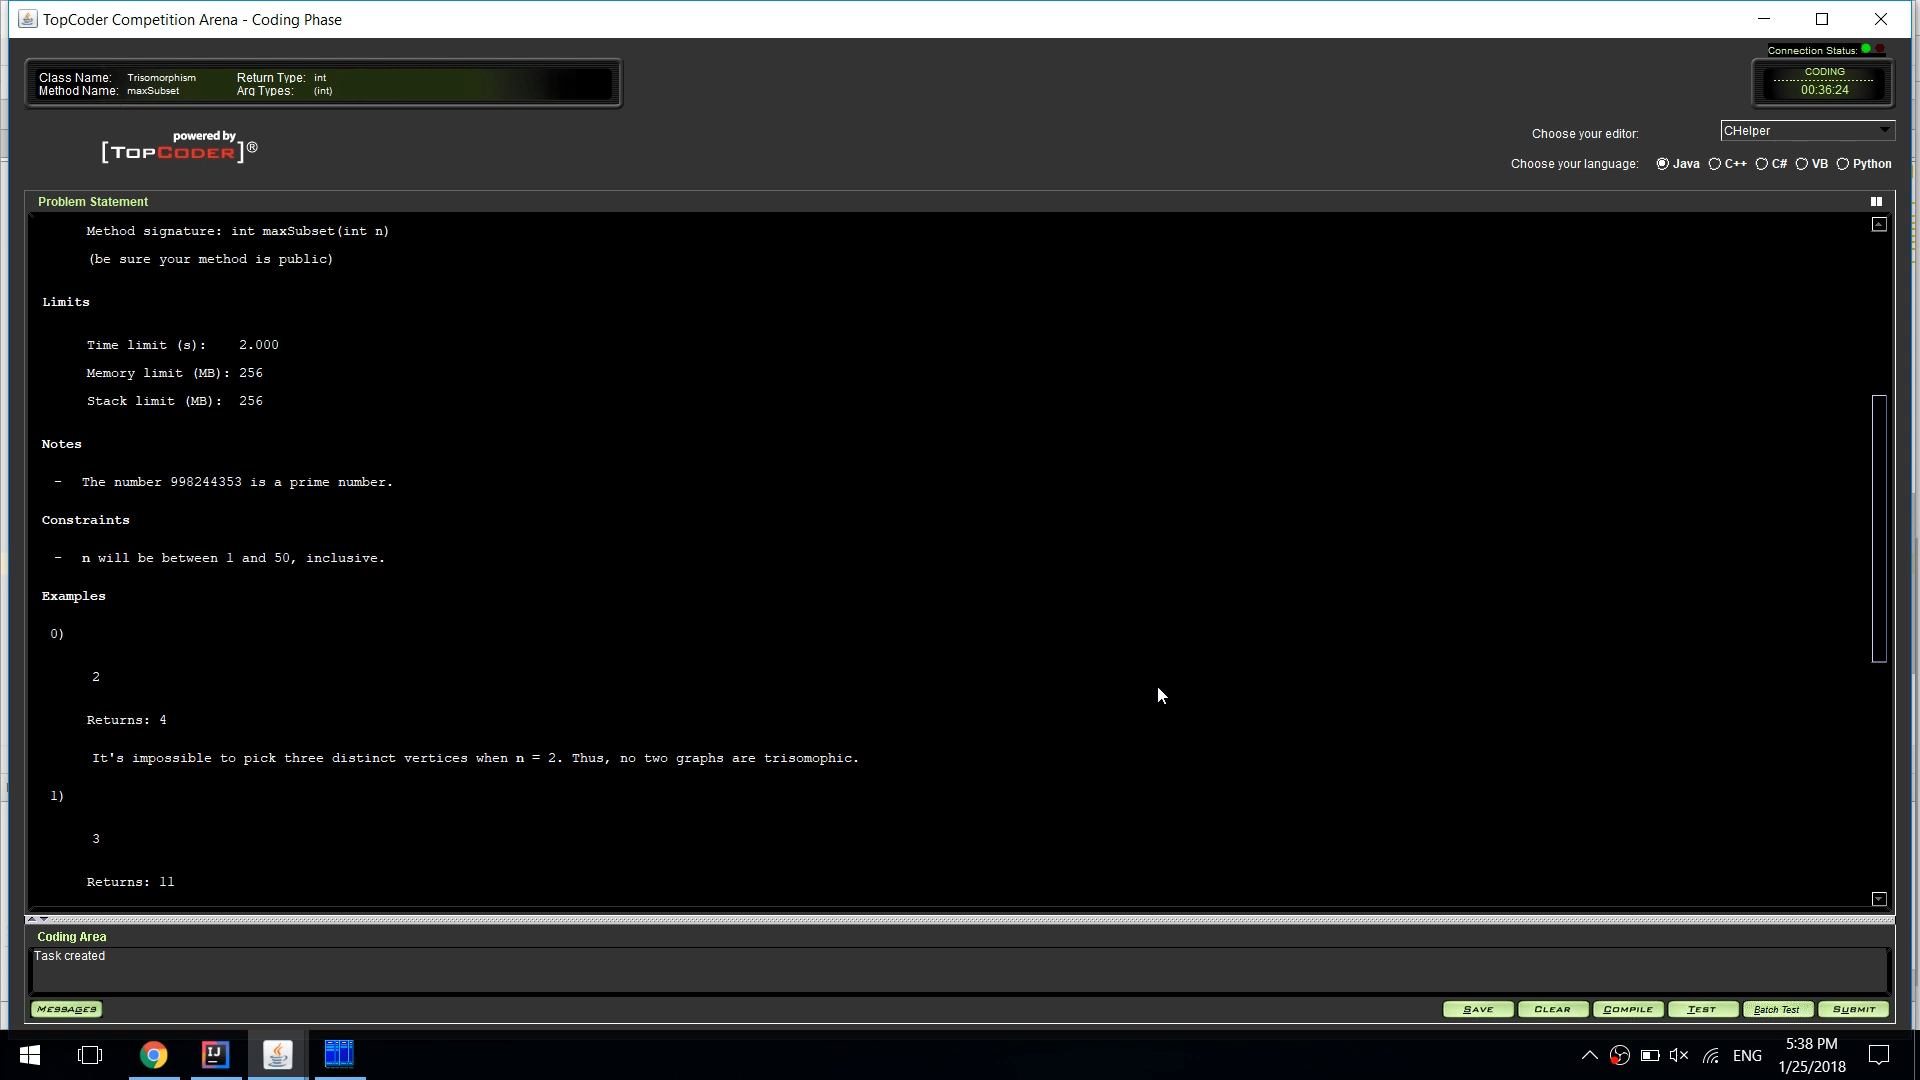 TopCoder Competition Arena - Coding Phase
Connection Status:
Class Name: Trisomorphism Return Type: int
Method Name: maxSubset Arg Types: (int)
CODING
00:36:24
powered by
[TOPCODER]®
Choose your editor: CHelper
Choose your language: Java C++ C# VB Python
Problem Statement
Method signature: int maxSubset(int n)
(be sure your method is public)
Limits
Time limit (s): 2.000
Memory limit (MB): 256
Stack limit (MB): 256
Notes
- The number 998244353 is a prime number.
Constraints
- n will be between 1 and 50, inclusive.
Examples
0)
2
Returns: 4
It's impossible to pick three distinct vertices when n = 2. Thus, no two graphs are trisomophic.
1)
3
Returns: 11
Coding Area
Task created
MESSAGES
SAVE CLEAR COMPILE TEST Batch Test SUBMIT
IJ
ENG
5:38 PM
1/25/2018